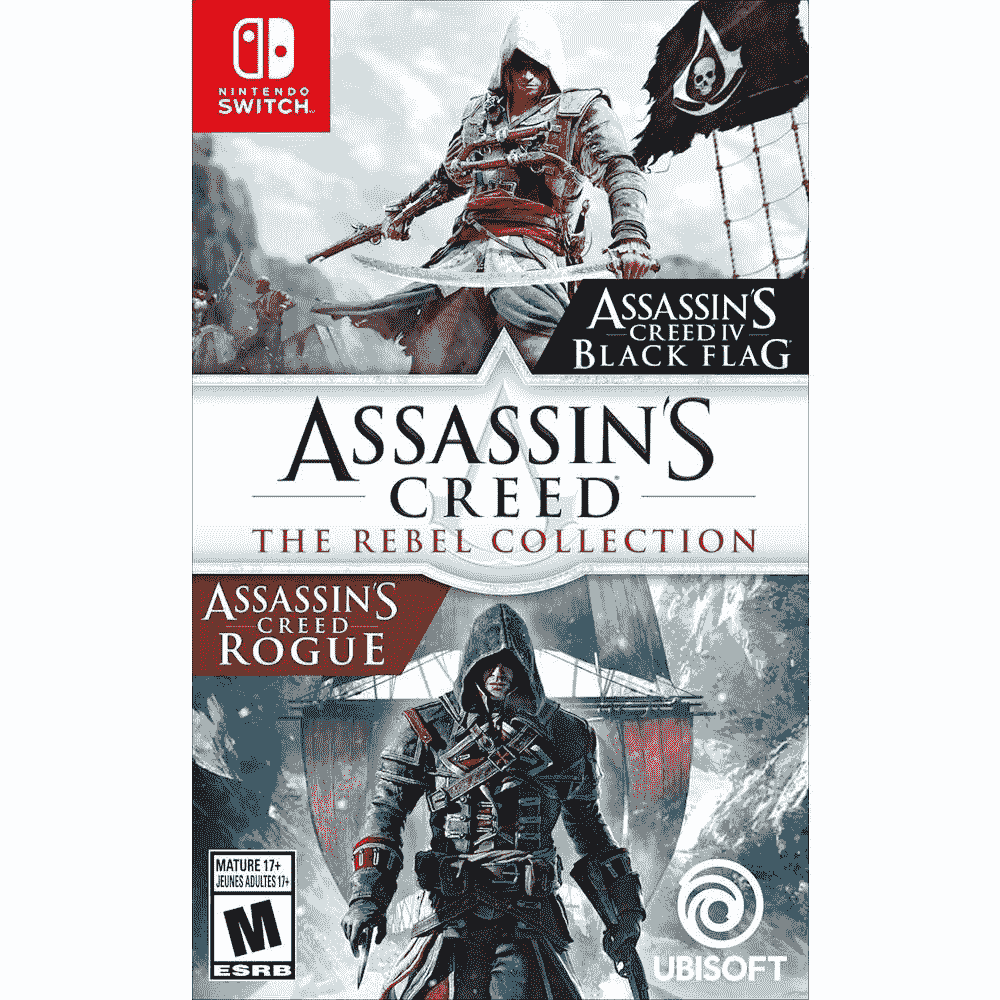 NINTENDO
SWITCH
ASSASSIN'S
CREED IV
BLACK FLAG
ASSASSIN'S
CREED
THE REBEL COLLECTION
ASSASSIN'S
CREED
ROGUE
MATURE 17+
JEUNES ADULTES 17+
M
ESRB
UBISOFT